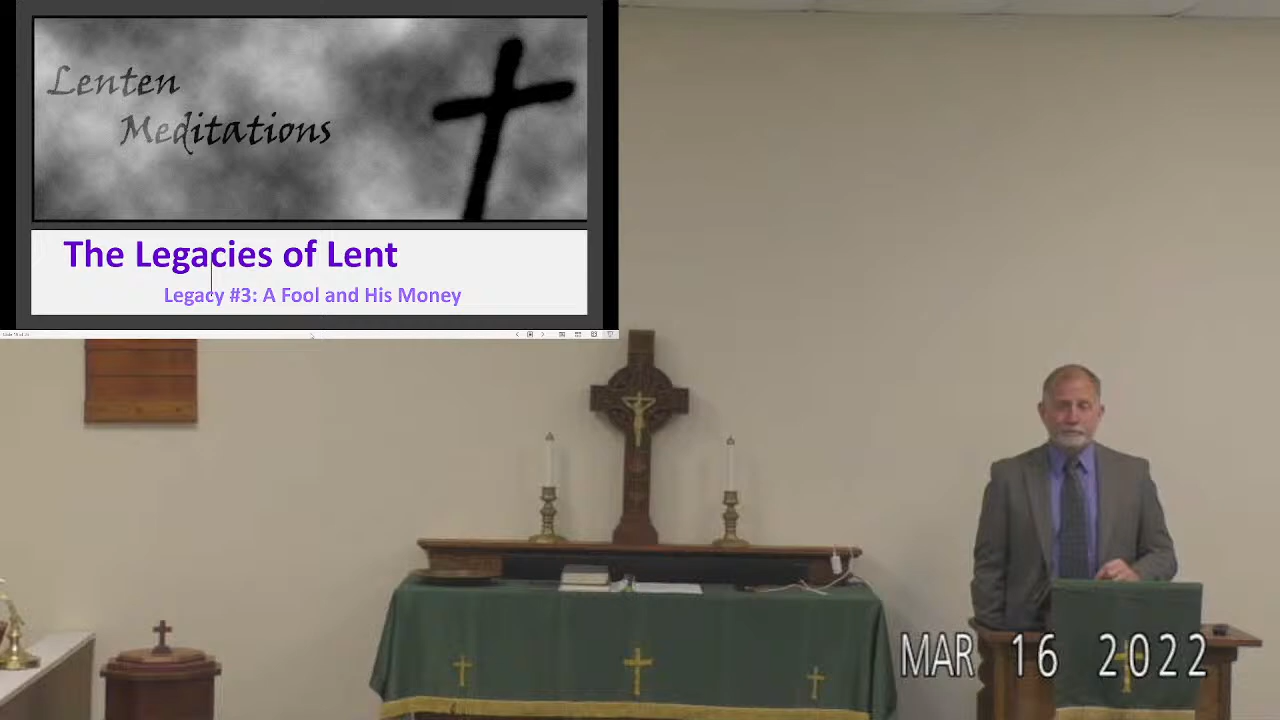 Lenten
Meditations
The Legacies of Lent
Legacy #3: A Fool and His Money
MAR 16 2022